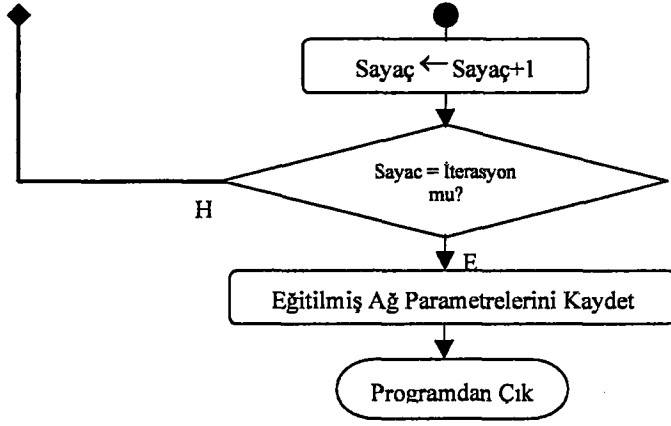 Sayaç ← Sayaç+1
Sayac = İterasyon
mu?
H
E
Eğitilmiş Ağ Parametrelerini Kaydet
Programdan Çık